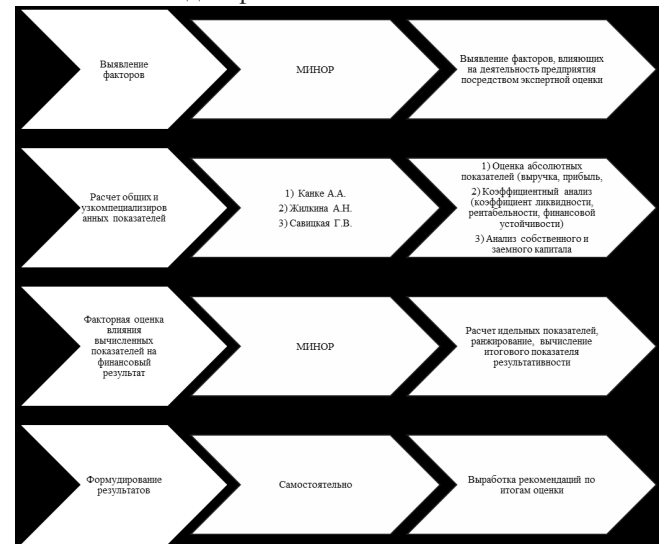 Выявление
факторов
МИНОР
Выявление факторов, влияющих
на деятельность предприятия
посредством экспертной оценки
Расчет общих и
узкоспециализиров
анных показателей
1) Канке А.А.
2) Жилкина А.Н.
3) Савицкая Г.В.
1) Оценка абсолютных
показателей (выручка, прибыль,
2) Коэффициентный анализ
(коэффициент ликвидности,
рентабельности, финансовой
устойчивости)
3) Анализ собственного и
заемного капитала
Факторная оценка
влияния
вычисленных
показателей на
финансовый
результат
МИНОР
Расчет идельных показателей,
ранжирование, вычисление
итогового показателя
результативности
Формудирование
результатов
Самостоятельно
Выработка рекомендаций по
итогам оценки